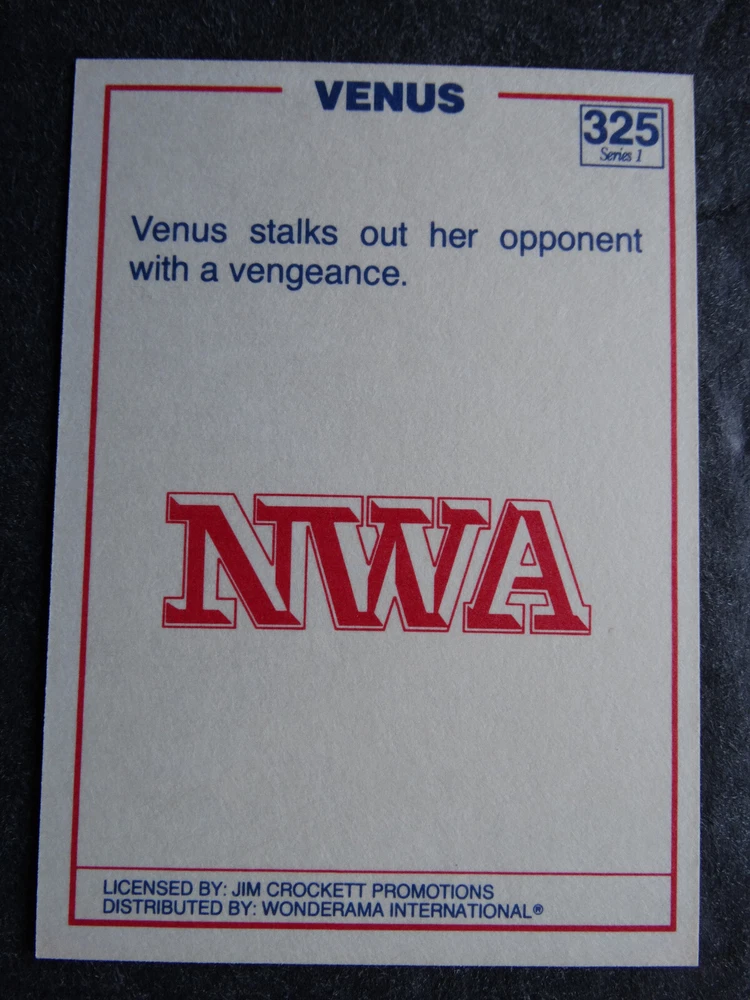 VENUS
325
Series 1
Venus stalks out her opponent
with a vengeance.
NWA
LICENSED BY: JIM CROCKETT PROMOTIONS
DISTRIBUTED BY: WONDERAMA INTERNATIONAL®